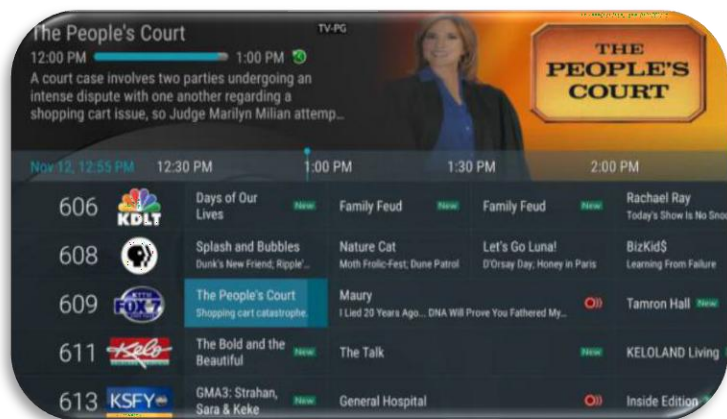 The People's Court
TV-PG
12:00 PM 1:00 PM
A court case involves two parties undergoing an
intense dispute with one another regarding a
shopping cart issue, so Judge Marilyn Milian attemp...
THE
PEOPLE'S
COURT
Nov 12, 12:55 PM 12:30 PM 1:00 PM 1:30 PM 2:00 PM
606 KDLT Days of Our Lives New Family Feud New Family Feud New Rachael Ray
Today's Show Is No
608 Splash and Bubbles Nature Cat Let's Go Luna! BizKid$
Dunk's New Friend; Ripple'... Moth Frolic-Fest; Dune Patrol D'Orsay Day; Honey in Paris Learning From Failure
609 FOX 7 The People's Court Maury Tamron Hall New
Shopping cart catastrophe. I Lied 20 Years Ago... DNA Will Prove You Fathered My...
611 Kelo The Bold and the Beautiful New The Talk New KELOLAND Living
613 KSFY GMA3: Strahan, Sara & Keke General Hospital Inside Edition